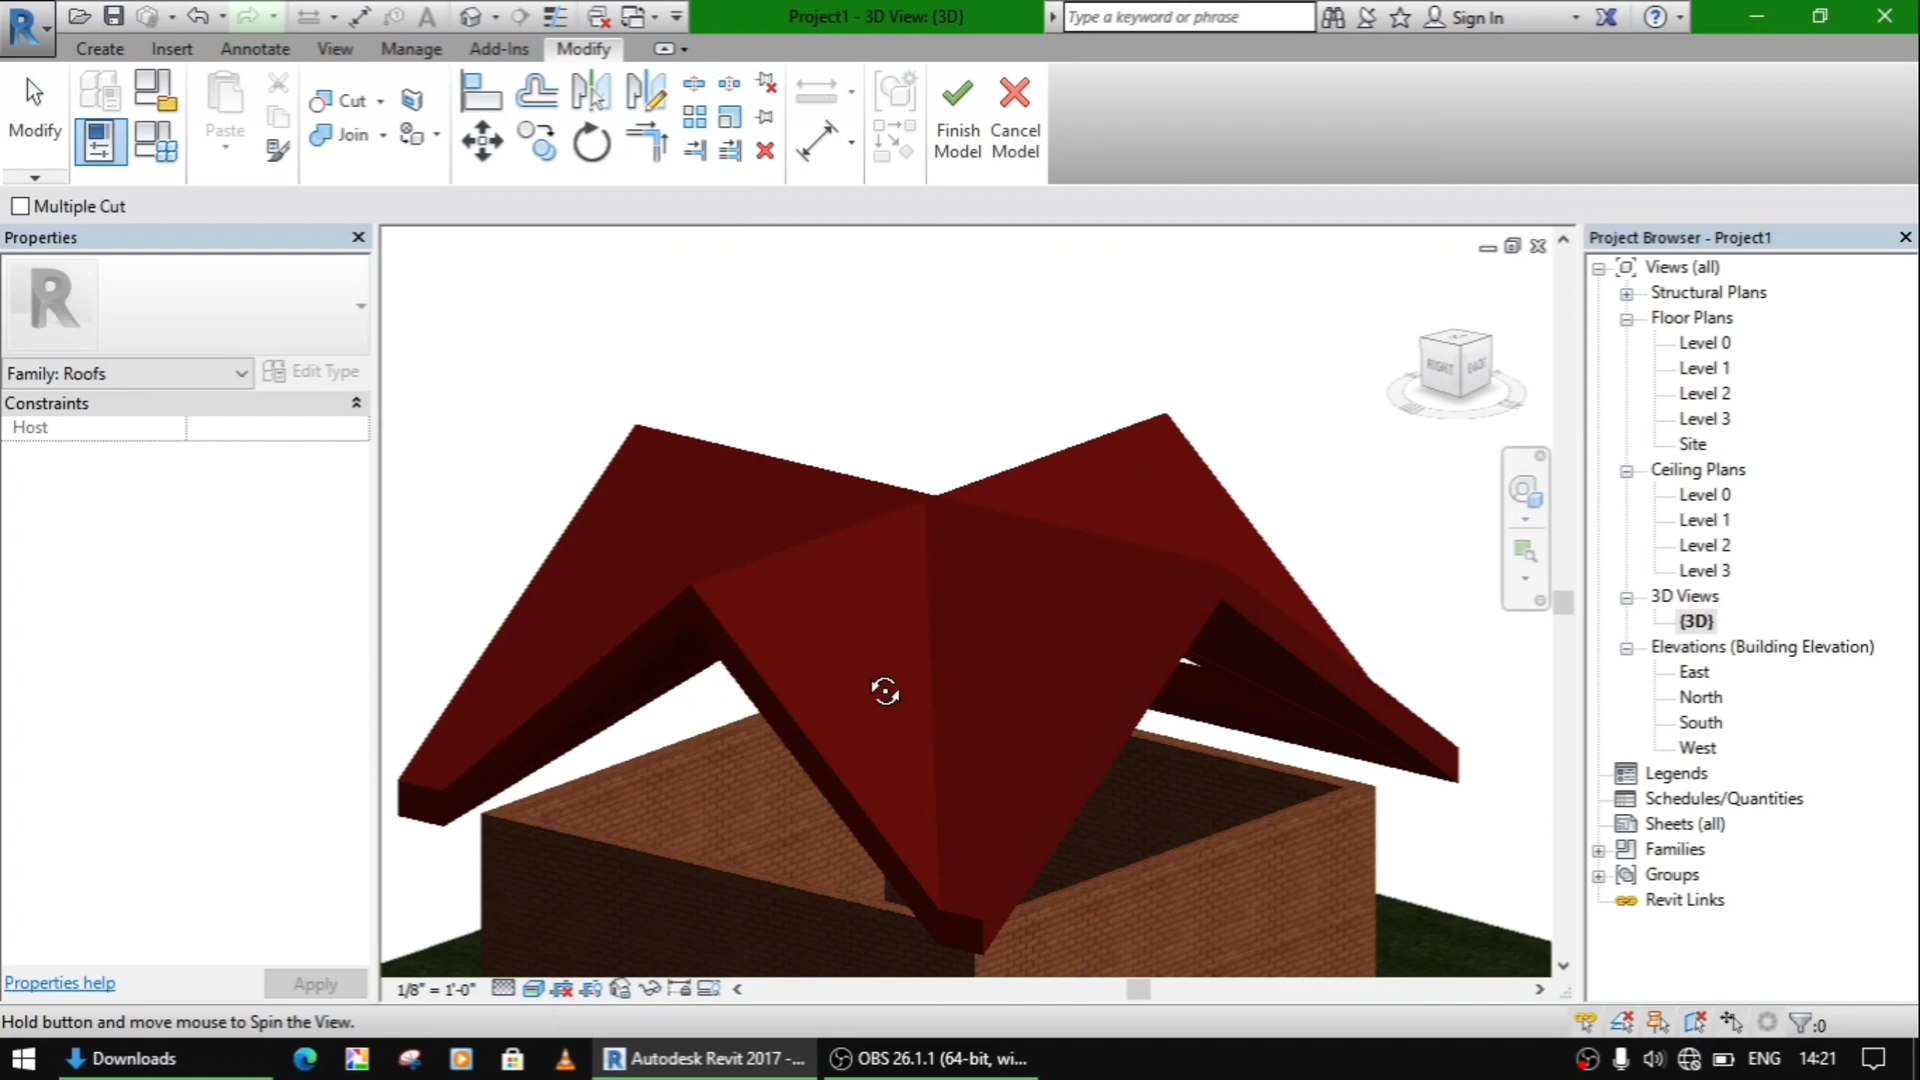 Project1 - 3D View: {3D}
Type a keyword or phrase
Sign In
Create Insert Annotate View Manage Add-Ins Modify
Modify
Paste
Cut
Join
Finish Model
Cancel Model
Multiple Cut
Properties
Family: Roofs
Edit Type
Constraints
Host
Properties help
Apply
RIGHT
BACK
1/8" = 1'-0"
Project Browser - Project1
Views (all)
Structural Plans
Floor Plans
Level 0
Level 1
Level 2
Level 3
Site
Ceiling Plans
Level 0
Level 1
Level 2
Level 3
3D Views
{3D}
Elevations (Building Elevation)
East
North
South
West
Legends
Schedules/Quantities
Sheets (all)
Families
Groups
Revit Links
Hold button and move mouse to Spin the View.
:0
Downloads
Autodesk Revit 2017 -...
OBS 26.1.1 (64-bit, wi...
ENG
14:21